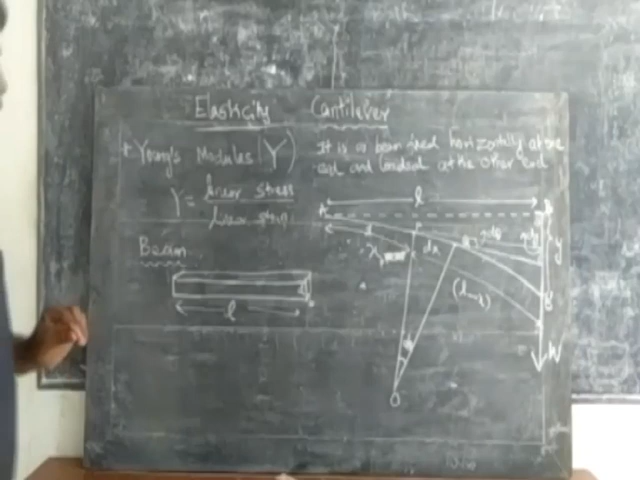 Elasticity
Cantilever
* Young's Modules (Y)
It is a beam fixed horizontally at one
end and loaded at the other end
Y = linear stress
linear strain
Beam
l
l
A
B
x
dx
(l-x)
y
B'
O
W